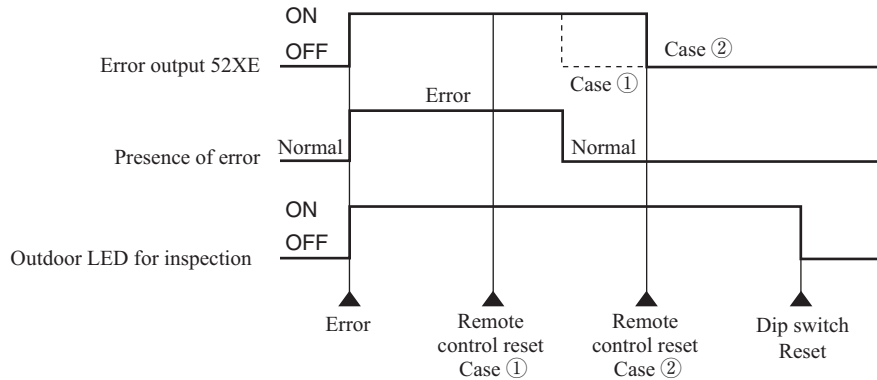 ON
OFF
Error output 52XE
Case ②
Case ①
Error
Normal
Presence of error
Normal
ON
OFF
Outdoor LED for inspection
Error
Remote
control reset
Case ①
Remote
control reset
Case ②
Dip switch
Reset